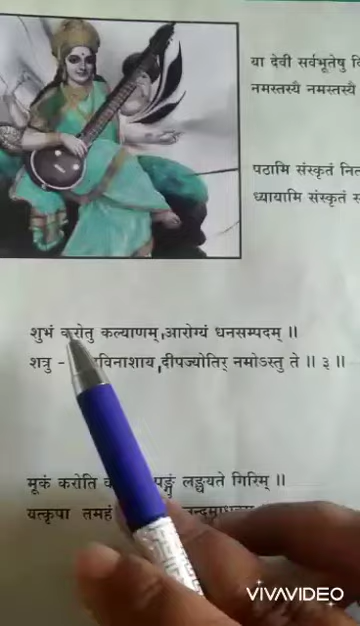 या देवी सर्वभूतेषु
नमस्तस्यै नमस्तस्यै
पठामि संस्कृतं
ध्यायामि संस्कृतं
शुभं करोतु कल्याणम् ,आरोग्यं धनसम्पदम् ॥
शत्रु - विनाशाय ,दीपज्योतिर् नमोऽस्तु ते ॥ ३ ॥
मूकं करोति पङ्गुं लङ्घयते गिरिम् ॥
यत्कृपा तमहं
VIVAVIDEO